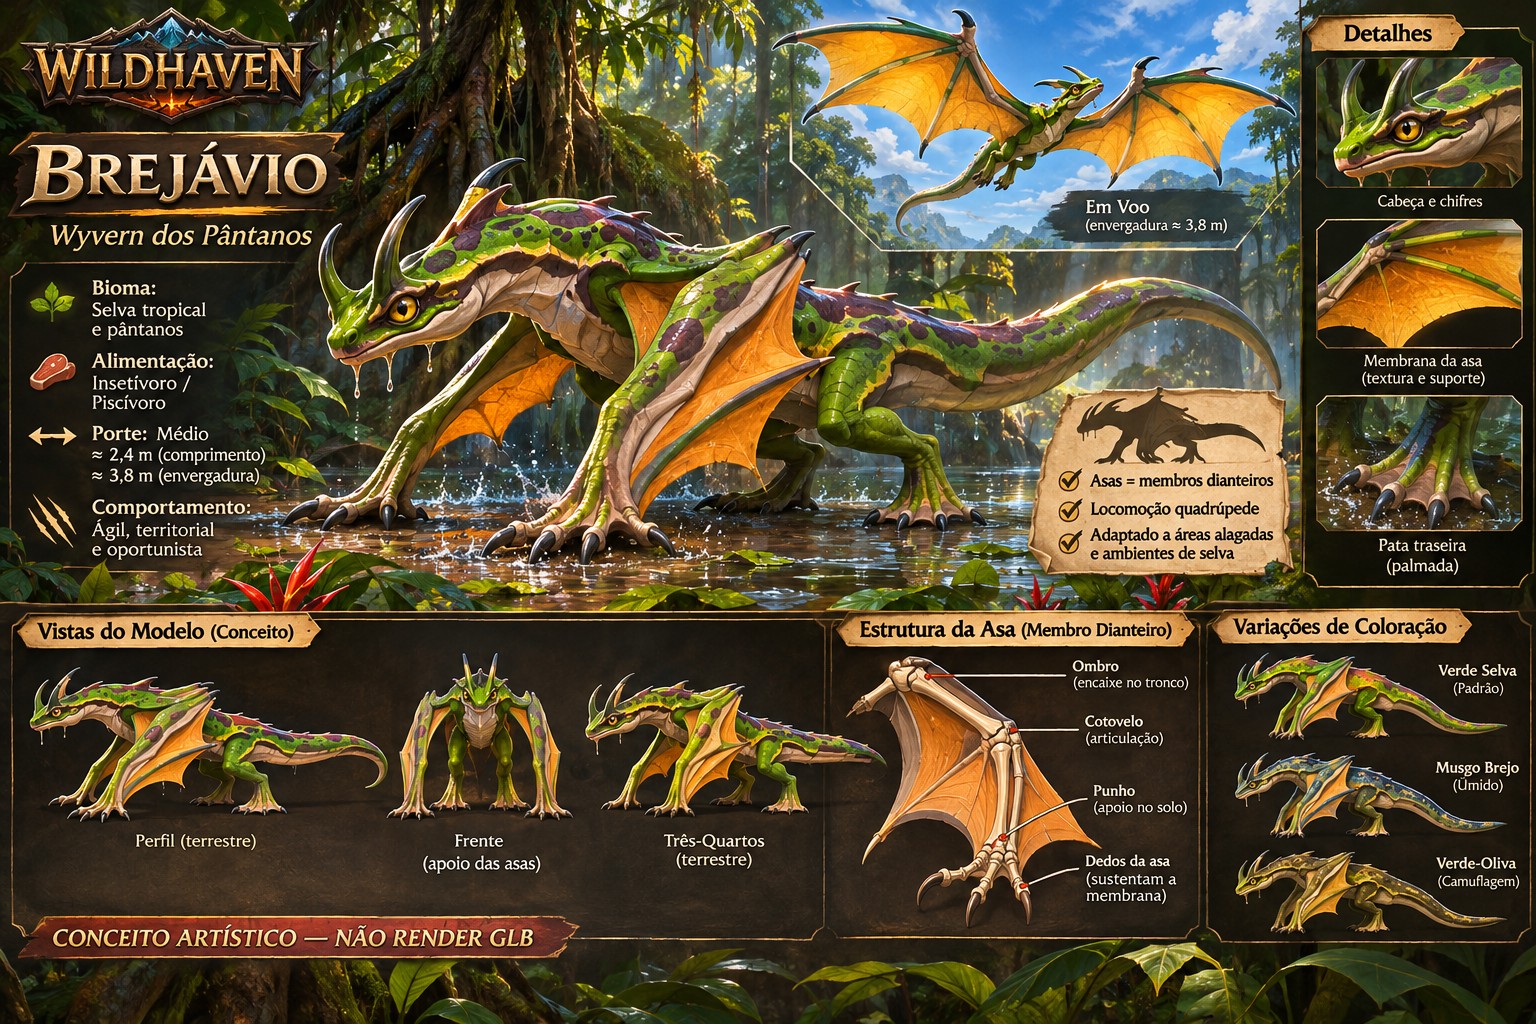 WILDHAVEN
BREJÁVIO
Wyvern dos Pântanos
Bioma:
Selva tropical
e pântanos
Alimentação:
Insetívoro /
Piscívoro
Porte: Médio
≈ 2,4 m (comprimento)
≈ 3,8 m (envergadura)
Comportamento:
Ágil, territorial
e oportunista
Em Voo
(envergadura ≈ 3,8 m)
Asas = membros dianteiros
Locomoção quadrúpede
Adaptado a áreas alagadas
e ambientes de selva
Detalhes
Cabeça e chifres
Membrana da asa
(textura e suporte)
Pata traseira
(palmada)
Vistas do Modelo (Conceito)
Perfil (terrestre)
Frente
(apoio das asas)
Três-Quartos
(terrestre)
Estrutura da Asa (Membro Dianteiro)
Ombro
(encaixe no tronco)
Cotovelo
(articulação)
Punho
(apoio no solo)
Dedos da asa
(sustentam a
membrana)
Variações de Coloração
Verde Selva
(Padrão)
Musgo Brejo
(Úmido)
Verde-Oliva
(Camuflagem)
CONCEITO ARTÍSTICO — NÃO RENDER GLB